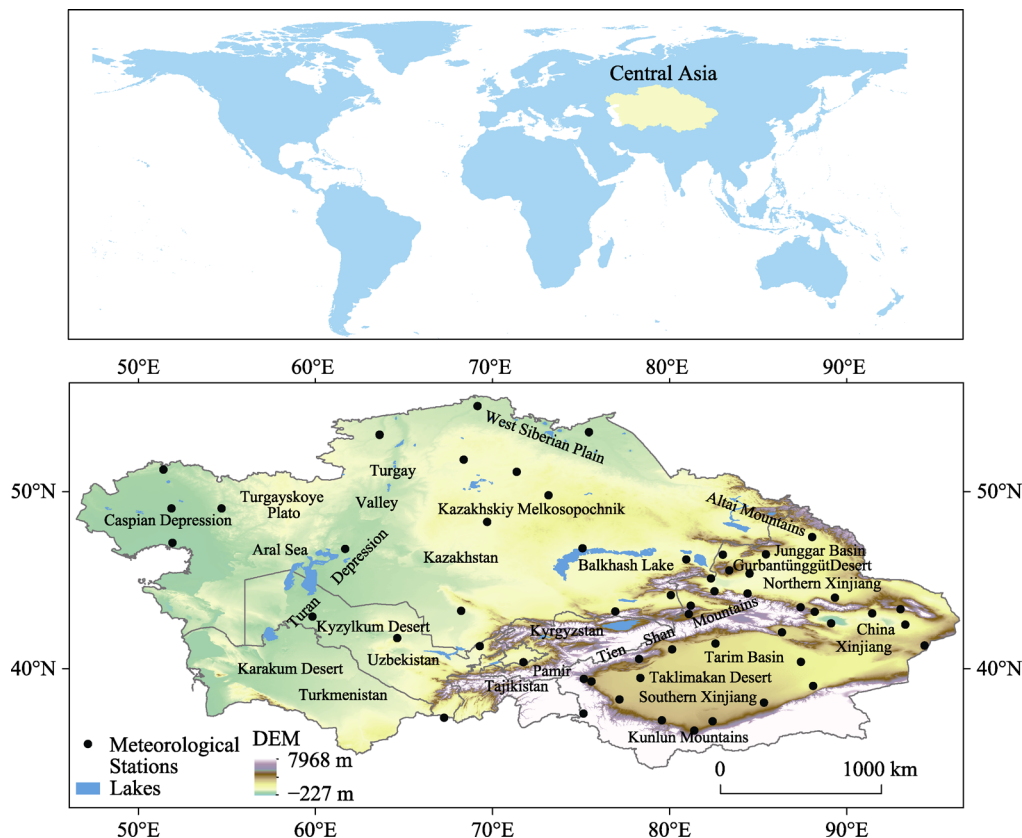 Central Asia
50°E 60°E 70°E 80°E 90°E
West Siberian Plain
Turgay
Valley
50°N 50°N
Turgayskoye
Plato
Kazakhskiy Melkosopochnik
Altai Mountains
Caspian Depression
Aral Sea
Depression
Turan
Kazakhstan
Balkhash Lake
Junggar Basin
GurbantünggütDesert
Northern Xinjiang
Kyzylkum Desert
Kyrgyzstan
Tien Shan Mountains
China
Xinjiang
Uzbekistan
40°N 40°N
Karakum Desert
Pamir
Tarim Basin
Turkmenistan
Tajikistan
Taklimakan Desert
Southern Xinjiang
Kunlun Mountains
Meteorological
Stations
Lakes
DEM
7968 m
−227 m
0 1000 km
50°E 60°E 70°E 80°E 90°E